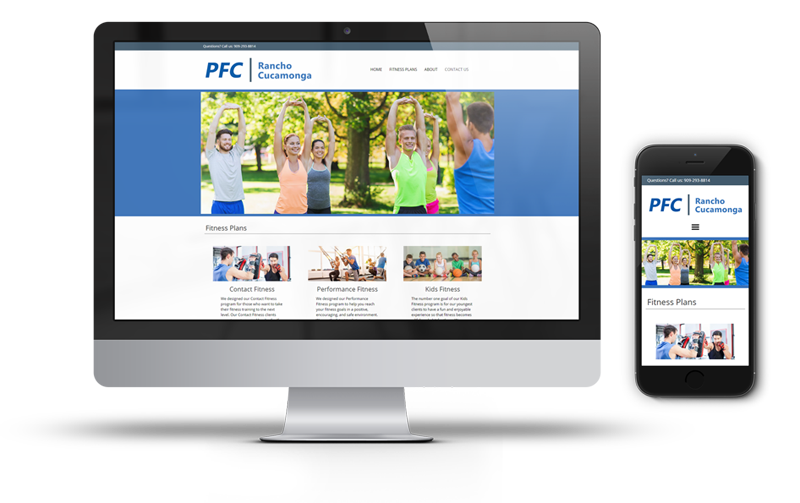 Questions? Call us: 909-293-8814
PFC
Rancho
Cucamonga
HOME FITNESS PLANS ABOUT CONTACT US
Fitness Plans
Contact Fitness
We designed our Contact Fitness
program for those who want to take
their fitness training to the next
level. Our Contact Fitness clients
Performance Fitness
We designed our Performance
Fitness program to help you reach
your fitness goals in a positive,
encouraging, and safe environment.
Kids Fitness
The number one goal of our Kids
Fitness program is for our youngest
clients to have a fun and enjoyable
experience so that fitness becomes
Questions? Call us: 909-293-8814
PFC
Rancho
Cucamonga
Fitness Plans